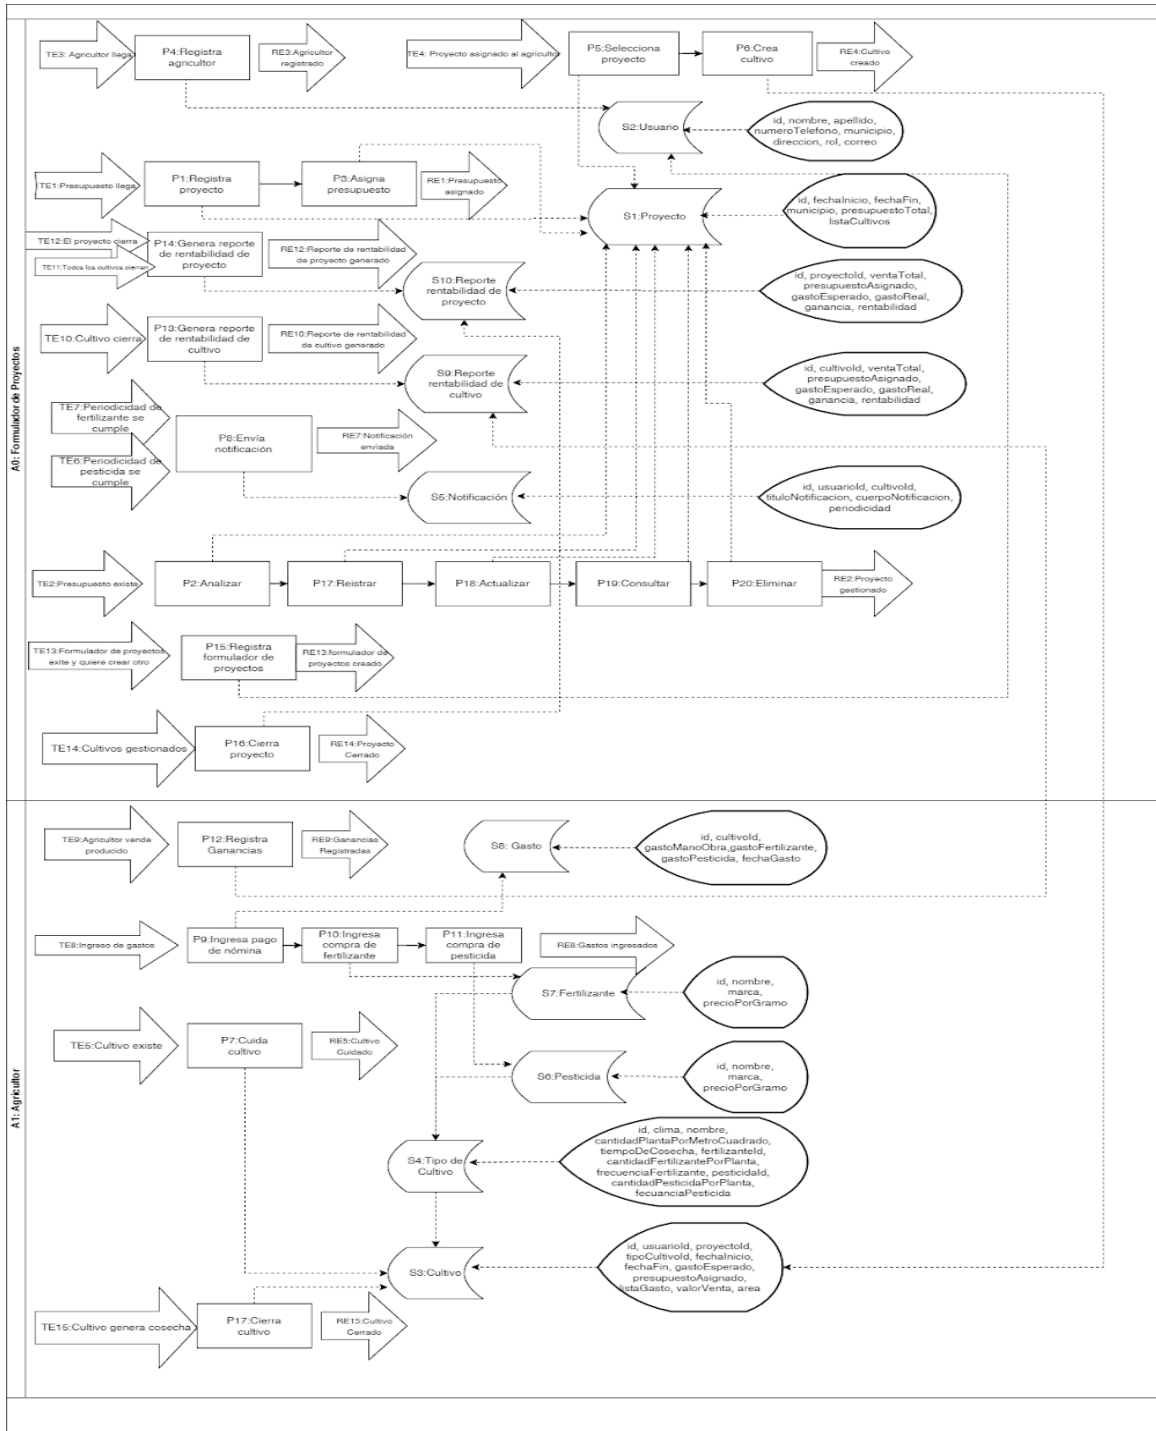 A0: Formulador de Proyectos
TE3: Agricultor llega
P4:Registra
agricultor
RE3:Agricultor
registrado
TE4: Proyecto asignado al agricultor
P5:Selecciona
proyecto
P6:Crea
cultivo
RE4:Cultivo
creado
S2:Usuario
id, nombre, apellido,
numeroTelefono, municipio,
direccion, rol, correo
TE1:Presupuesto llega
P1:Registra
proyecto
P3:Asigna
presupuesto
RE1:Presupuesto
asignado
S1:Proyecto
id, fechaInicio, fechaFin,
municipio, presupuestoTotal,
listaCultivos
TE12:El proyecto cierra
TE11:Todos los cultivos cierran
P14:Genera reporte
de rentabilidad de
proyecto
RE12:Reporte de rentabilidad
de proyecto generado
S10:Reporte
rentabilidad de
proyecto
id, proyectoId, ventaTotal,
presupuestoAsignado,
gastoEsperado, gastoReal,
ganancia, rentabilidad
TE10:Cultivo cierra
P13:Genera reporte
de rentabilidad de
cultivo
RE10:Reporte de rentabilidad
de cultivo generado
S9:Reporte
rentabilidad de
cultivo
id, cultivoId, ventaTotal,
presupuestoAsignado,
gastoEsperado, gastoReal,
ganancia, rentabilidad
TE7:Periodicidad de
fertilizante se
cumple
TE6:Periodicidad de
pesticida se
cumple
P8:Envía
notificación
RE7:Notificación
enviada
S5:Notificación
id, usuarioId, cultivoId,
tituloNotificacion, cuerpoNotificacion,
periodicidad
TE2:Presupuesto existe
P2:Analizar
P17:Reistrar
P18:Actualizar
P19:Consultar
P20:Eliminar
RE2:Proyecto
gestionado
TE13:Formulador de proyectos
exite y quiere crear otro
P15:Registra
formulador de
proyectos
RE13:formulador de
proyectos creado
TE14:Cultivos gestionados
P16:Cierra
proyecto
RE14:Proyecto
Cerrado
A1: Agricultor
TE9:Agricultor vende
producido
P12:Registra
Ganancias
RE9:Ganancias
Registradas
S8: Gasto
id, cultivoId,
gastoManoObra,gastoFertilizante,
gastoPesticida, fechaGasto
TE8:Ingreso de gastos
P9:Ingresa pago
de nómina
P10:Ingresa
compra de
fertilizante
P11:Ingresa
compra de
pesticida
RE8:Gastos ingresados
S7:Fertilizante
id, nombre,
marca,
precioPorGramo
TE5:Cultivo existe
P7:Cuida
cultivo
RE5:Cultivo
Cuidado
S6:Pesticida
id, nombre,
marca,
precioPorGramo
S4:Tipo de
Cultivo
id, clima, nombre,
cantidadPlantaPorMetroCuadrado,
tiempoDeCosecha, fertilizanteId,
cantidadFertilizantePorPlanta,
frecuenciaFertilizante, pesticidaId,
cantidadPesticidaPorPlanta,
fecuanciaPesticida
S3:Cultivo
id, usuarioId, proyectoId,
tipoCultivoId, fechaInicio,
fechaFin, gastoEsperado,
presupuestoAsignado,
listaGasto, valorVenta, area
TE15:Cultivo genera cosecha
P17:Cierra
cultivo
RE15:Cultivo
Cerrado